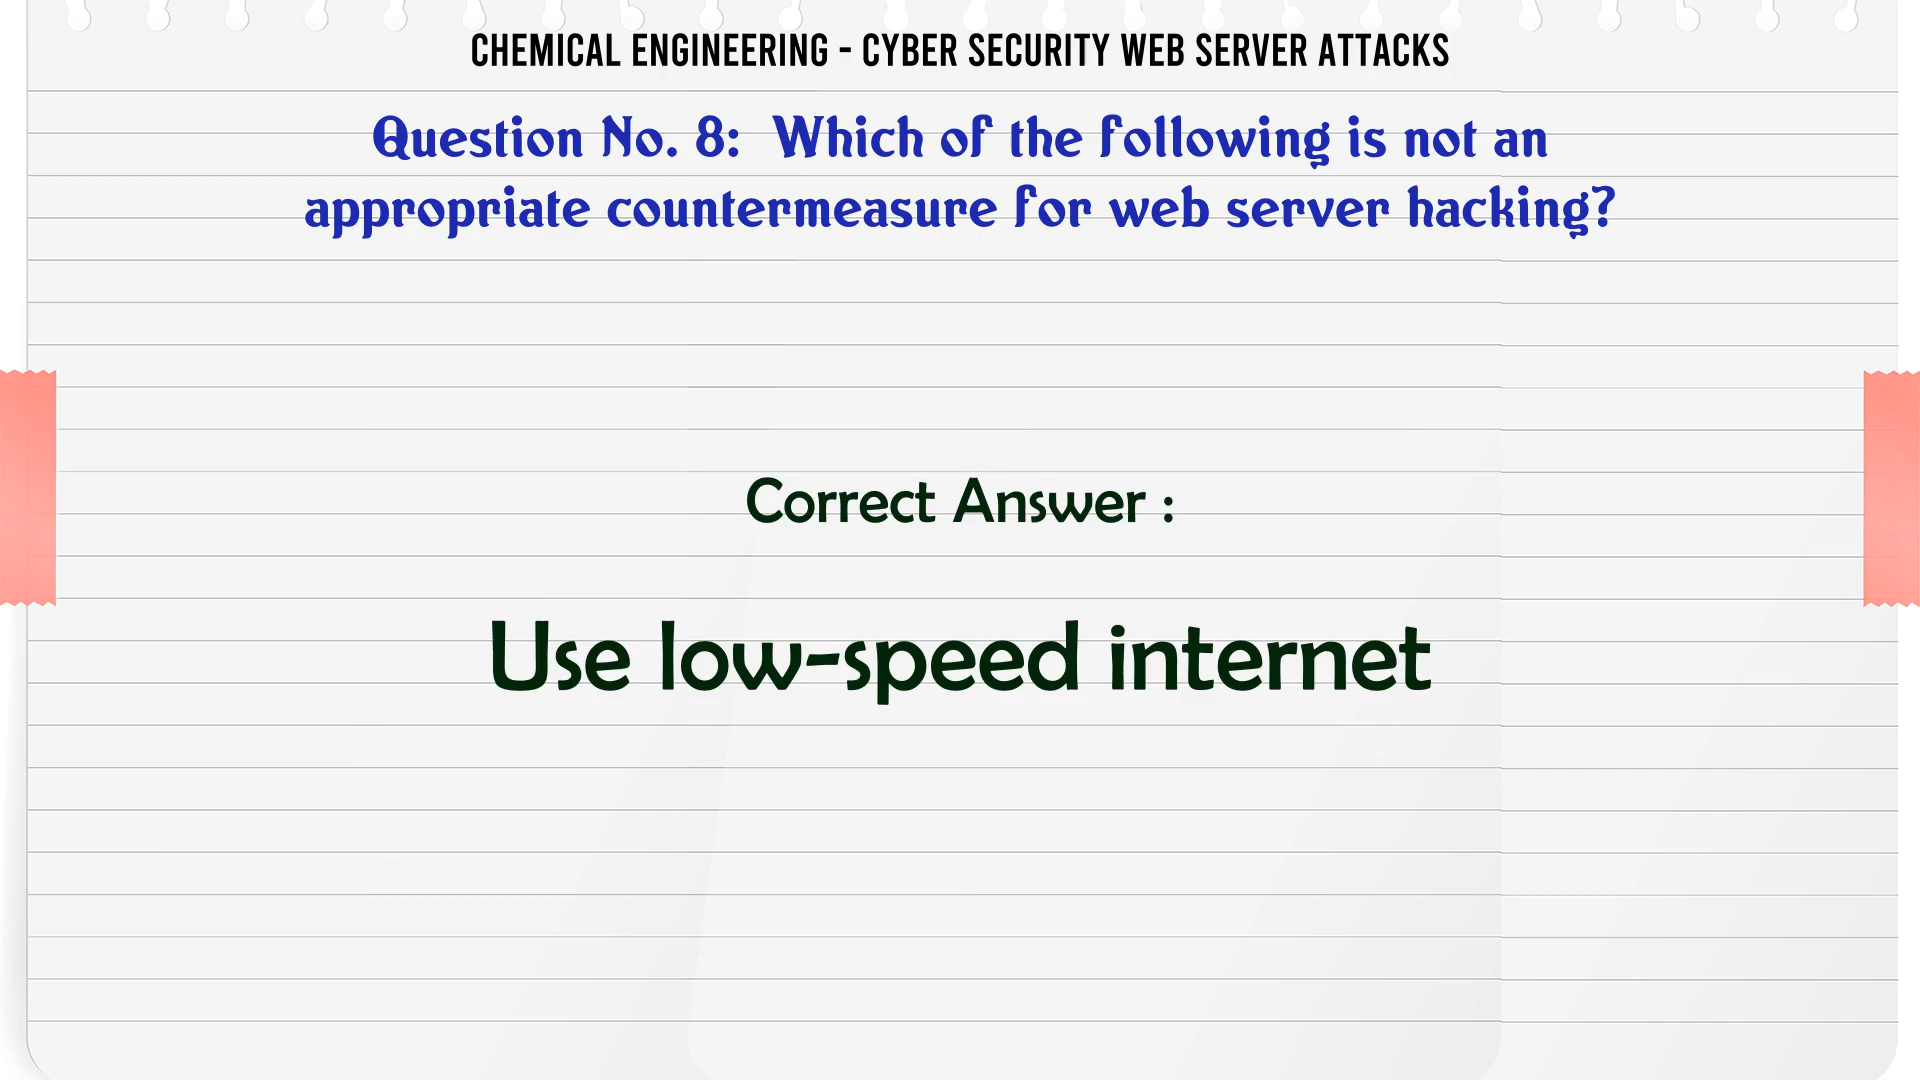 CHEMICAL ENGINEERING - CYBER SECURITY WEB SERVER ATTACKS
Question No. 8: Which of the following is not an
appropriate countermeasure for web server hacking?
Correct Answer :
Use low-speed internet